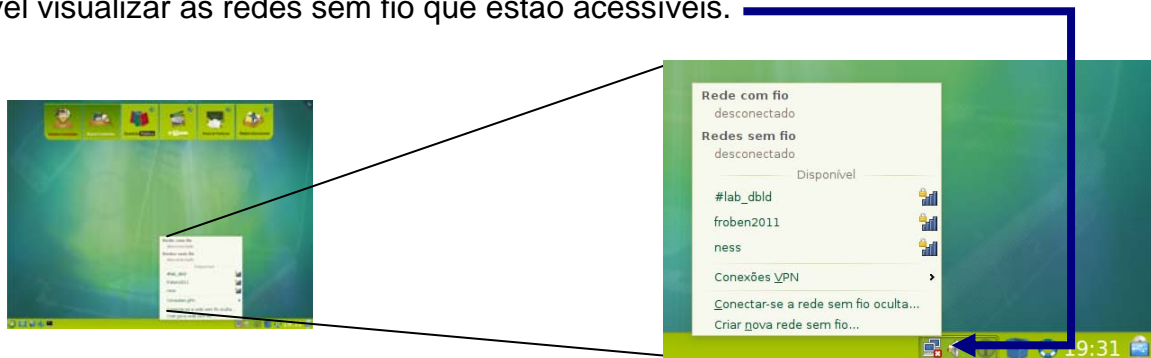 vel visualizar as redes sem fio que estão acessíveis.
Rede com fio
desconectado
Redes sem fio
desconectado
Disponível
#lab_dbld
froben2011
ness
Conexões VPN
Conectar-se a rede sem fio oculta...
Criar nova rede sem fio...
19:31